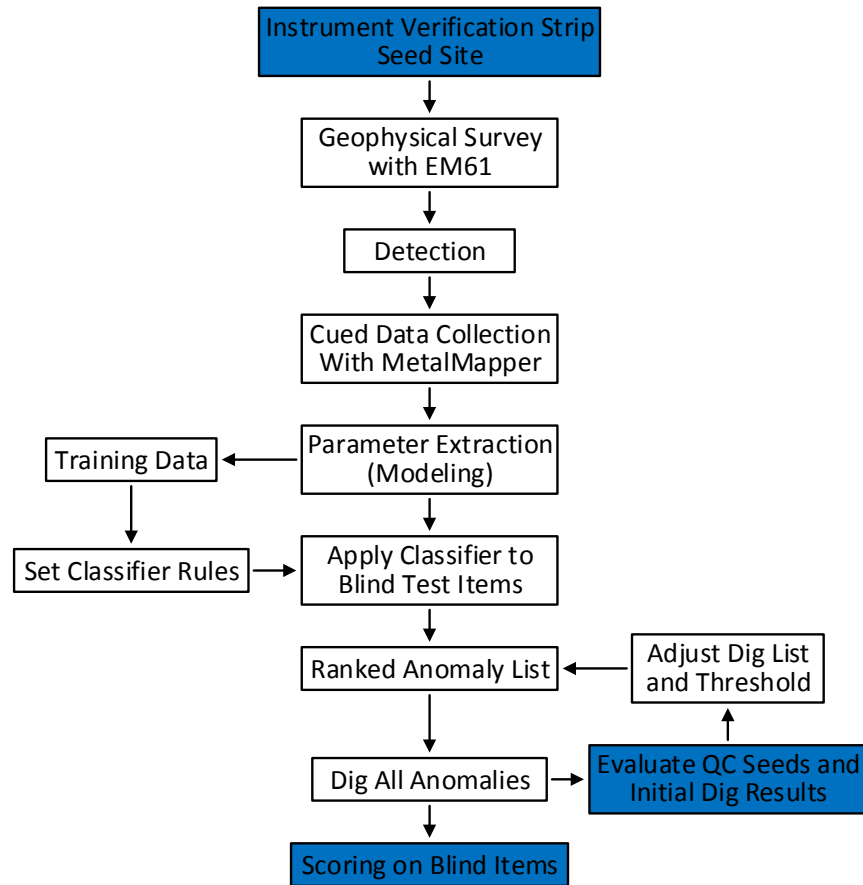 Instrument Verification Strip
Seed Site
Geophysical Survey
with EM61
Detection
Cued Data Collection
With MetalMapper
Parameter Extraction
(Modeling)
Training Data
Set Classifier Rules
Apply Classifier to
Blind Test Items
Ranked Anomaly List
Adjust Dig List
and Threshold
Dig All Anomalies
Evaluate QC Seeds and
Initial Dig Results
Scoring on Blind Items